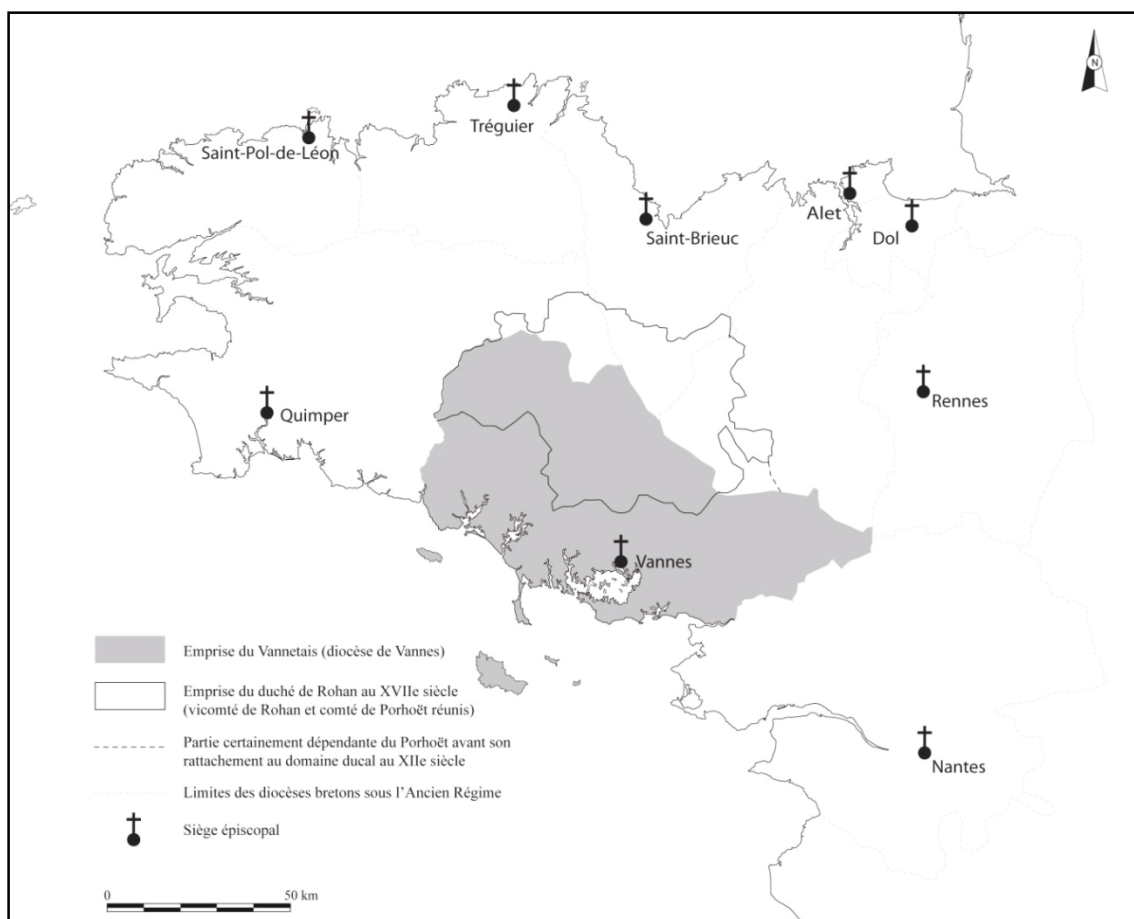 N
Tréguier
Saint-Pol-de-Léon
Alet
Saint-Brieuc
Dol
Rennes
Quimper
Vannes
Emprise du Vannetais (diocèse de Vannes)
Emprise du duché de Rohan au XVIIe siècle
(vicomté de Rohan et comté de Porhoët réunis)
Partie certainement dépendante du Porhoët avant son
rattachement au domaine ducal au XIIe siècle
Nantes
Limites des diocèses bretons sous l'Ancien Régime
Siège épiscopal
0 50 km